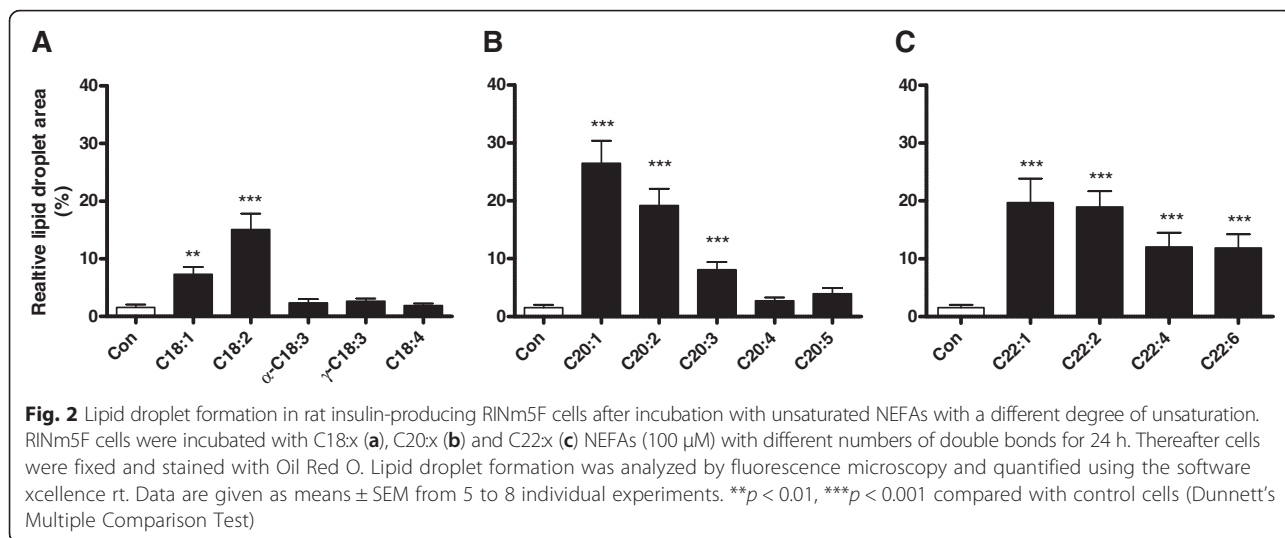 A
B
C
Realtive lipid droplet area
(%)
40
30
20
10
0
**
***
Con
C18:1
C18:2
α-C18:3
γ-C18:3
C18:4
40
30
20
10
0
***
***
***
Con
C20:1
C20:2
C20:3
C20:4
C20:5
40
30
20
10
0
***
***
***
***
Con
C22:1
C22:2
C22:4
C22:6
Fig. 2 Lipid droplet formation in rat insulin-producing RINm5F cells after incubation with unsaturated NEFAs with a different degree of unsaturation.
RINm5F cells were incubated with C18:x (a), C20:x (b) and C22:x (c) NEFAs (100 μM) with different numbers of double bonds for 24 h. Thereafter cells
were fixed and stained with Oil Red O. Lipid droplet formation was analyzed by fluorescence microscopy and quantified using the software
xcellence rt. Data are given as means ± SEM from 5 to 8 individual experiments. **p < 0.01, ***p < 0.001 compared with control cells (Dunnett's
Multiple Comparison Test)